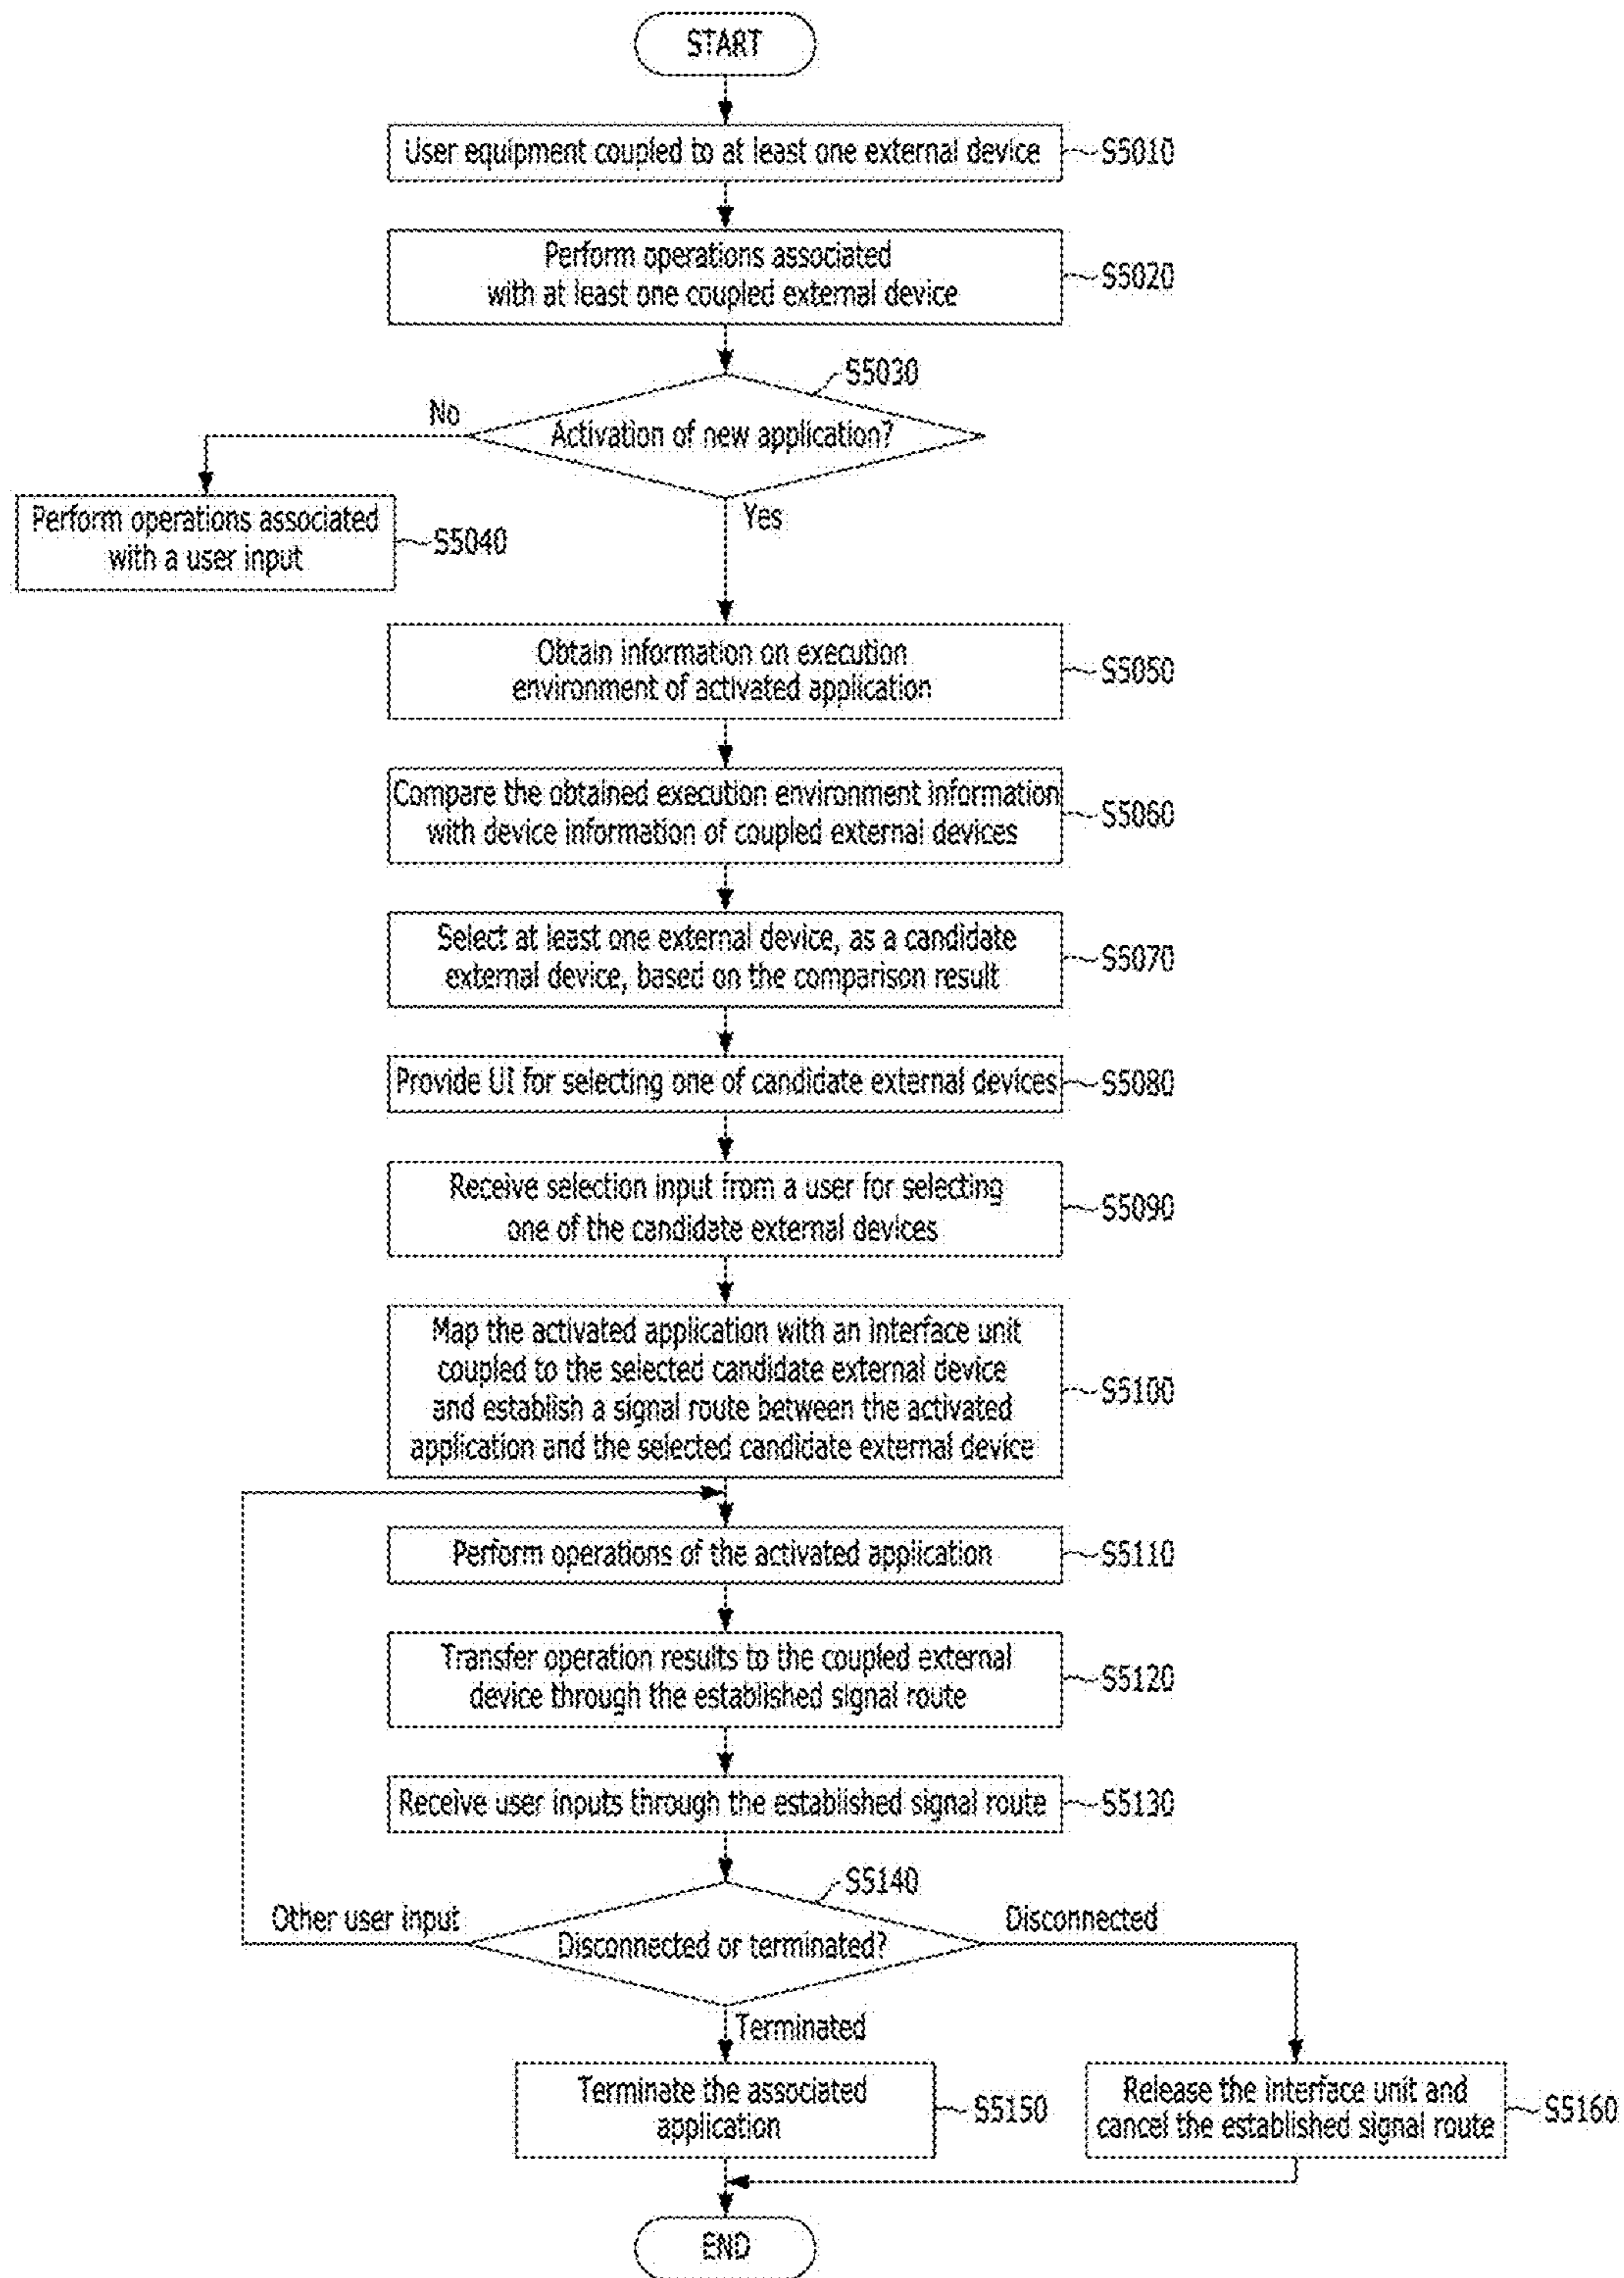 START
User equipment coupled to at least one external device
S5010
Perform operations associated
with at least one coupled external device
S5020
S5030
No
Activation of new application?
Yes
Perform operations associated
with a user input
S5040
Obtain information on execution
environment of activated application
S5050
Compare the obtained execution environment information
with device information of coupled external devices
S5060
Select at least one external device, as a candidate
external device, based on the comparison result
S5070
Provide UI for selecting one of candidate external devices
S5080
Receive selection input from a user for selecting
one of the candidate external devices
S5090
Map the activated application with an interface unit
coupled to the selected candidate external device
and establish a signal route between the activated
application and the selected candidate external device
S5100
Perform operations of the activated application
S5110
Transfer operation results to the coupled external
device through the established signal route
S5120
Receive user inputs through the established signal route
S5130
S5140
Other user input
Disconnected or terminated?
Disconnected
Terminated
Terminate the associated
application
S5150
Release the interface unit and
cancel the established signal route
S5160
END